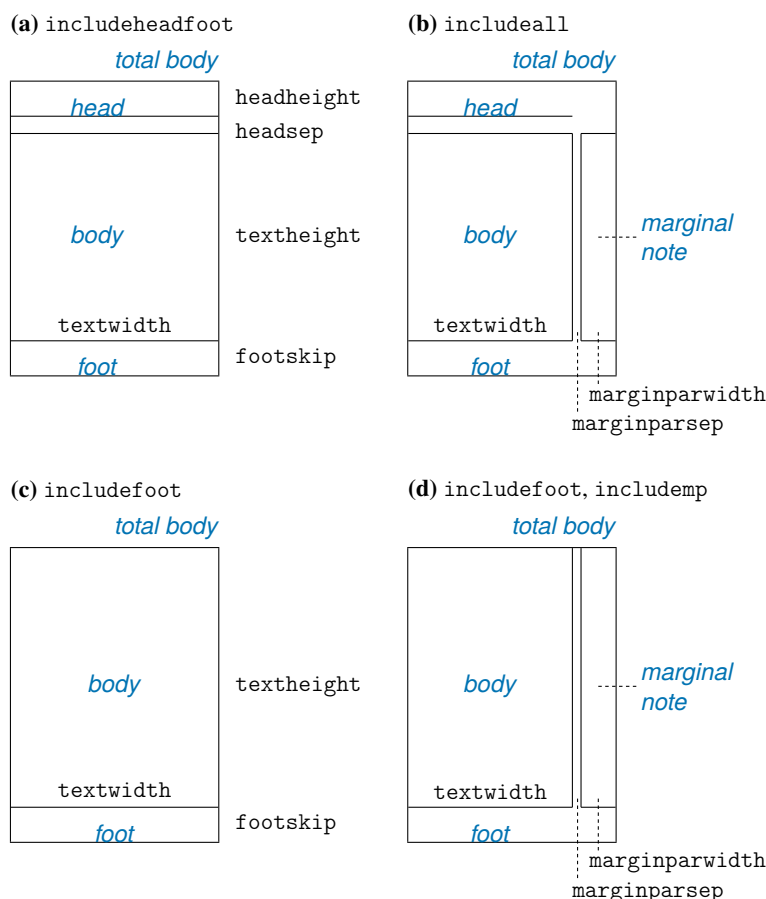 (a) includeheadfoot
total body
head
headheight
headsep
body
textheight
textwidth
foot
footskip
(b) includeall
total body
head
body
marginal
note
textwidth
foot
marginparwidth
marginparsep
(c) includefoot
total body
body
textheight
textwidth
foot
footskip
(d) includefoot, includemp
total body
body
marginal
note
textwidth
foot
marginparwidth
marginparsep